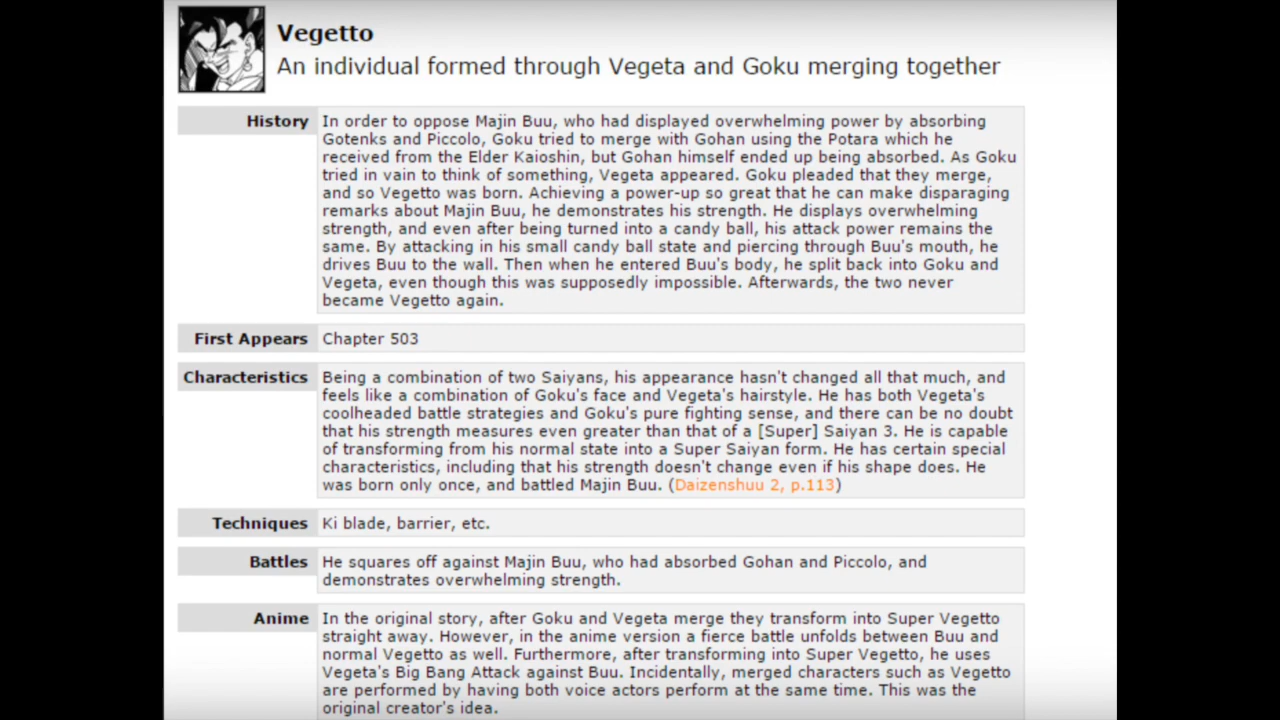 Vegetto
An individual formed through Vegeta and Goku merging together
History
In order to oppose Majin Buu, who had displayed overwhelming power by absorbing
Gotenks and Piccolo, Goku tried to merge with Gohan using the Potara which he
received from the Elder Kaioshin, but Gohan himself ended up being absorbed. As Goku
tried in vain to think of something, Vegeta appeared. Goku pleaded that they merge,
and so Vegetto was born. Achieving a power-up so great that he can make disparaging
remarks about Majin Buu, he demonstrates his strength. He displays overwhelming
strength, and even after being turned into a candy ball, his attack power remains the
same. By attacking in his small candy ball state and piercing through Buu's mouth, he
drives Buu to the wall. Then when he entered Buu's body, he split back into Goku and
Vegeta, even though this was supposedly impossible. Afterwards, the two never
became Vegetto again.
First Appears
Chapter 503
Characteristics
Being a combination of two Saiyans, his appearance hasn't changed all that much, and
feels like a combination of Goku's face and Vegeta's hairstyle. He has both Vegeta's
coolheaded battle strategies and Goku's pure fighting sense, and there can be no doubt
that his strength measures even greater than that of a [Super] Saiyan 3. He is capable
of transforming from his normal state into a Super Saiyan form. He has certain special
characteristics, including that his strength doesn't change even if his shape does. He
was born only once, and battled Majin Buu. (Daizenshuu 2, p.113)
Techniques
Ki blade, barrier, etc.
Battles
He squares off against Majin Buu, who had absorbed Gohan and Piccolo, and
demonstrates overwhelming strength.
Anime
In the original story, after Goku and Vegeta merge they transform into Super Vegetto
straight away. However, in the anime version a fierce battle unfolds between Buu and
normal Vegetto as well. Furthermore, after transforming into Super Vegetto, he uses
Vegeta's Big Bang Attack against Buu. Incidentally, merged characters such as Vegetto
are performed by having both voice actors perform at the same time. This was the
original creator's idea.